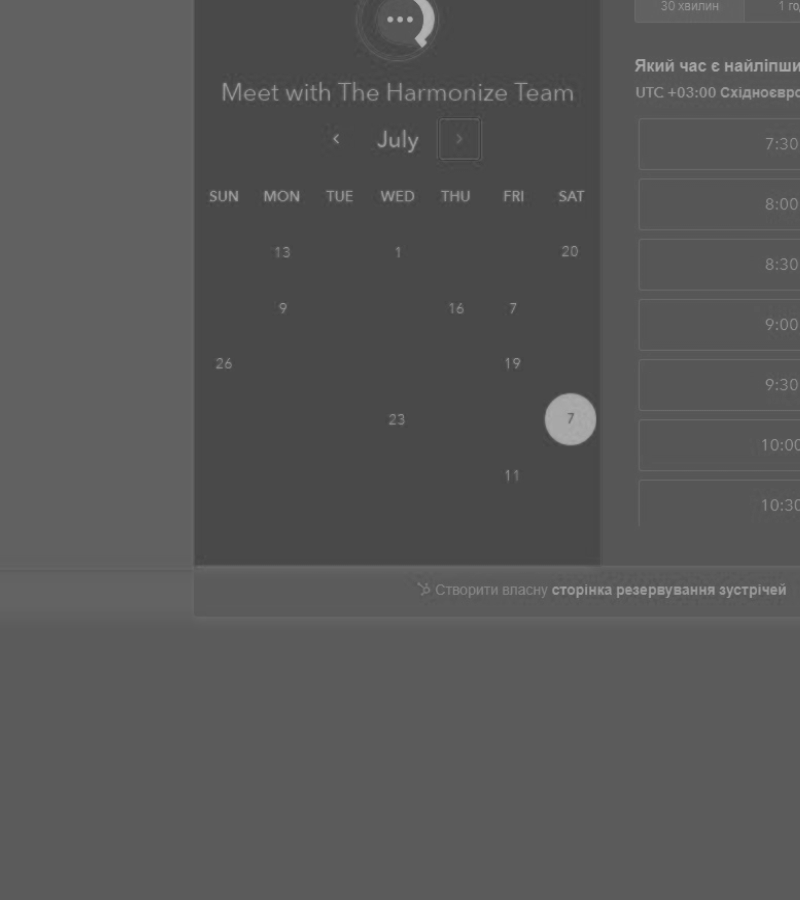 Meet with The Harmonize Team
July
SUN MON TUE WED THU FRI SAT
13 1 20
9 16 7
26 19
23 7
11
30 хвилин 1 го
Який час є найліпши
UTC +03:00 Східноєвро
7:30
8:00
8:30
9:00
9:30
10:00
10:30
Створити власну сторінка резервування зустрічей